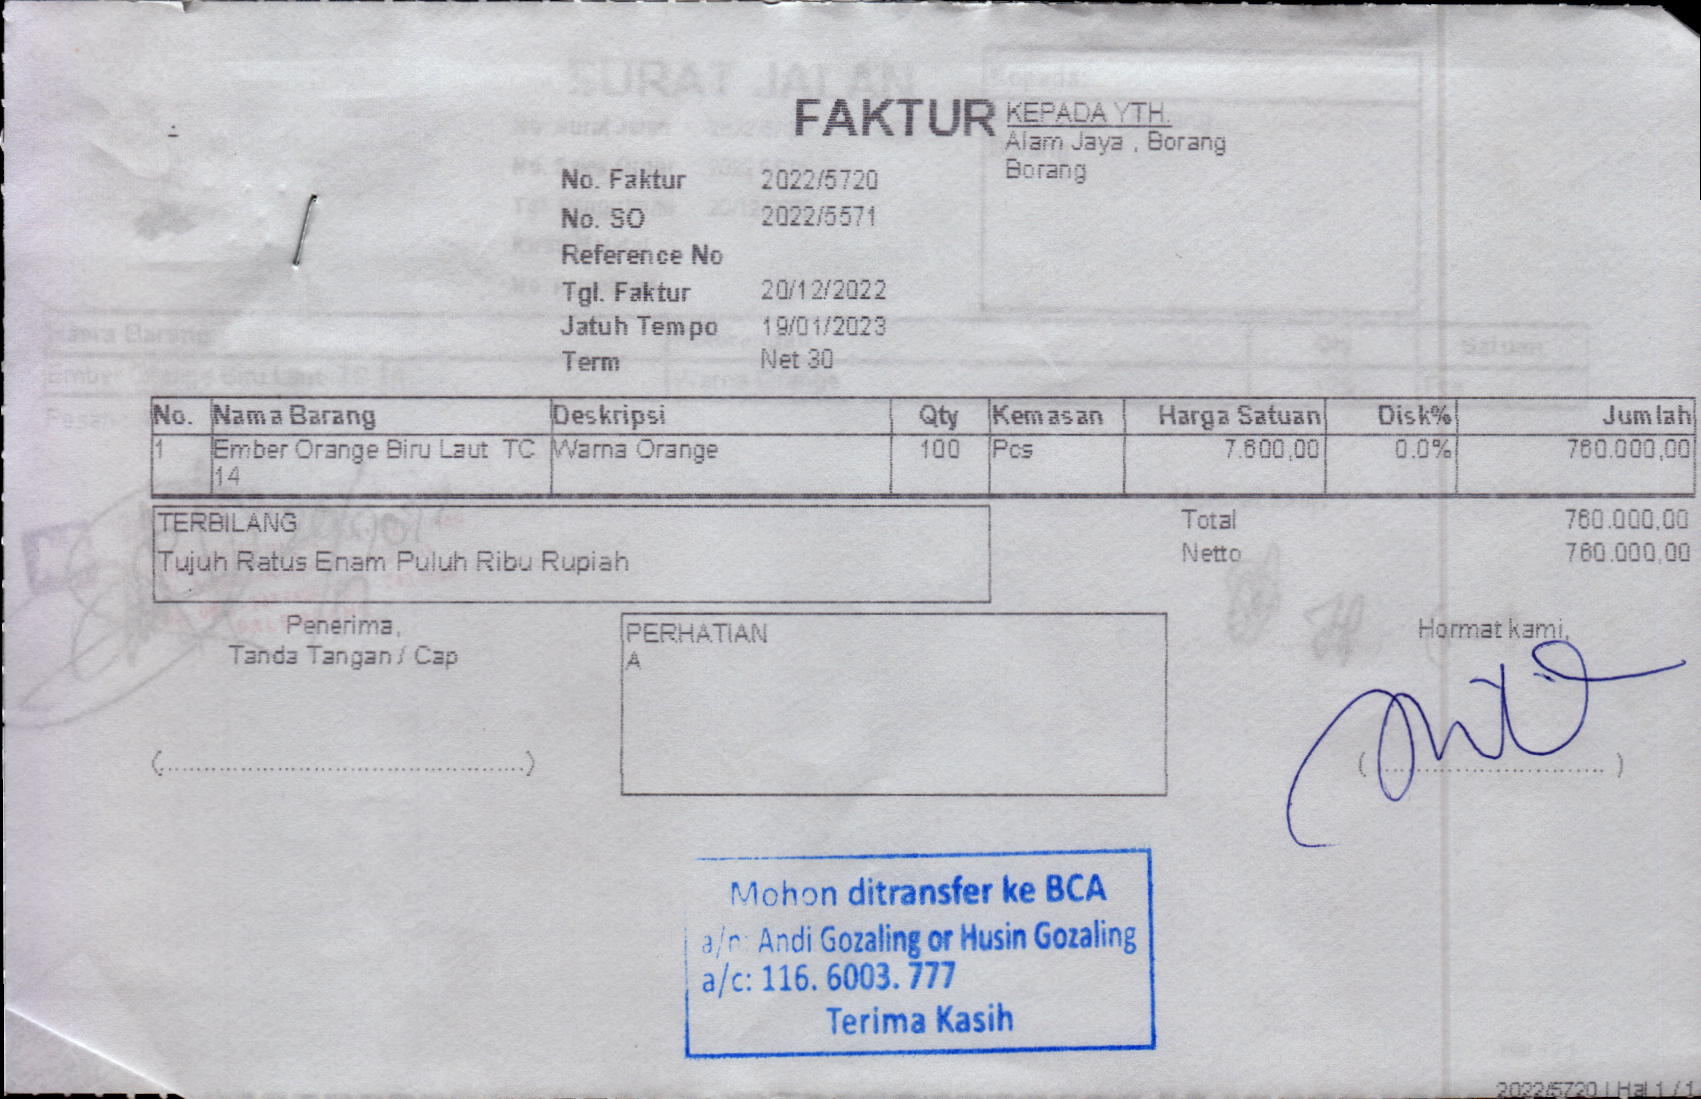 FAKTUR
KEPADA YTH.
Alam Jaya , Borang
Borang
No. Faktur 2022/5720
No. SO 2022/5571
Reference No
Tgl. Faktur 20/12/2022
Jatuh Tempo 19/01/2023
Term Net 30
No. Nama Barang Deskripsi Qty Kemasan Harga Satuan Disk% Jumlah
1 Ember Orange Biru Laut TC Warna Orange 100 Pcs 7.600,00 0.0% 760.000,00
14
TERBILANG
Tujuh Ratus Enam Puluh Ribu Rupiah
Total 760.000,00
Netto 760.000,00
Penerima,
Tanda Tangan / Cap
(............................................)
PERHATIAN
A
Hormat kami,
(............................)
Mohon ditransfer ke BCA
a/n: Andi Gozaling or Husin Gozaling
a/c: 116. 6003. 777
Terima Kasih
2022/5720 | Hal 1 / 1